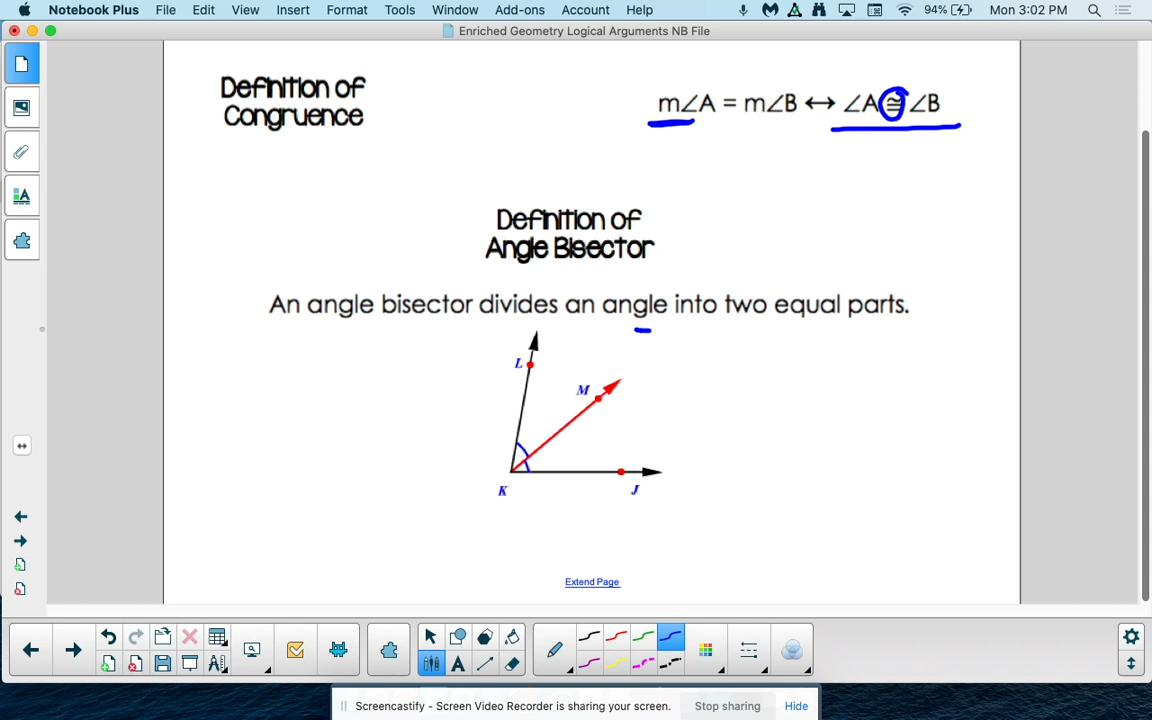 Notebook Plus File Edit View Insert Format Tools Window Add-ons Account Help 94% Mon 3:02 PM
Enriched Geometry Logical Arguments NB File
Definition of
Congruence
m∠A = m∠B ↔ ∠A ≅ ∠B
Definition of
Angle Bisector
An angle bisector divides an angle into two equal parts.
L
M
K
J
Extend Page
Screencastify - Screen Video Recorder is sharing your screen. Stop sharing Hide